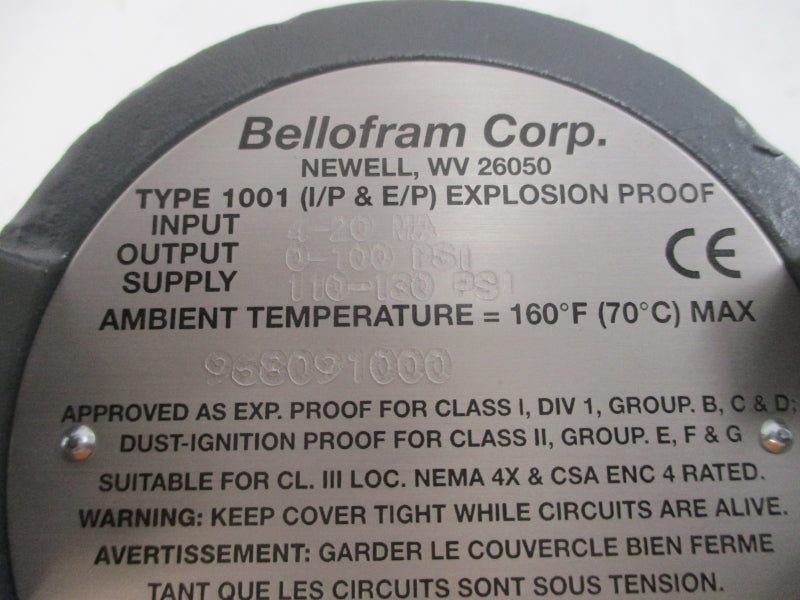 Bellofram Corp.
NEWELL, WV 26050
TYPE 1001 (I/P & E/P) EXPLOSION PROOF
INPUT 4-20 MA
OUTPUT 0-100 PSI
SUPPLY 110-130 PSI
CE
AMBIENT TEMPERATURE = 160°F (70°C) MAX
968091000
APPROVED AS EXP. PROOF FOR CLASS I, DIV 1, GROUP. B, C & D;
DUST-IGNITION PROOF FOR CLASS II, GROUP. E, F & G
SUITABLE FOR CL. III LOC. NEMA 4X & CSA ENC 4 RATED.
WARNING: KEEP COVER TIGHT WHILE CIRCUITS ARE ALIVE.
AVERTISSEMENT: GARDER LE COUVERCLE BIEN FERME
TANT QUE LES CIRCUITS SONT SOUS TENSION.